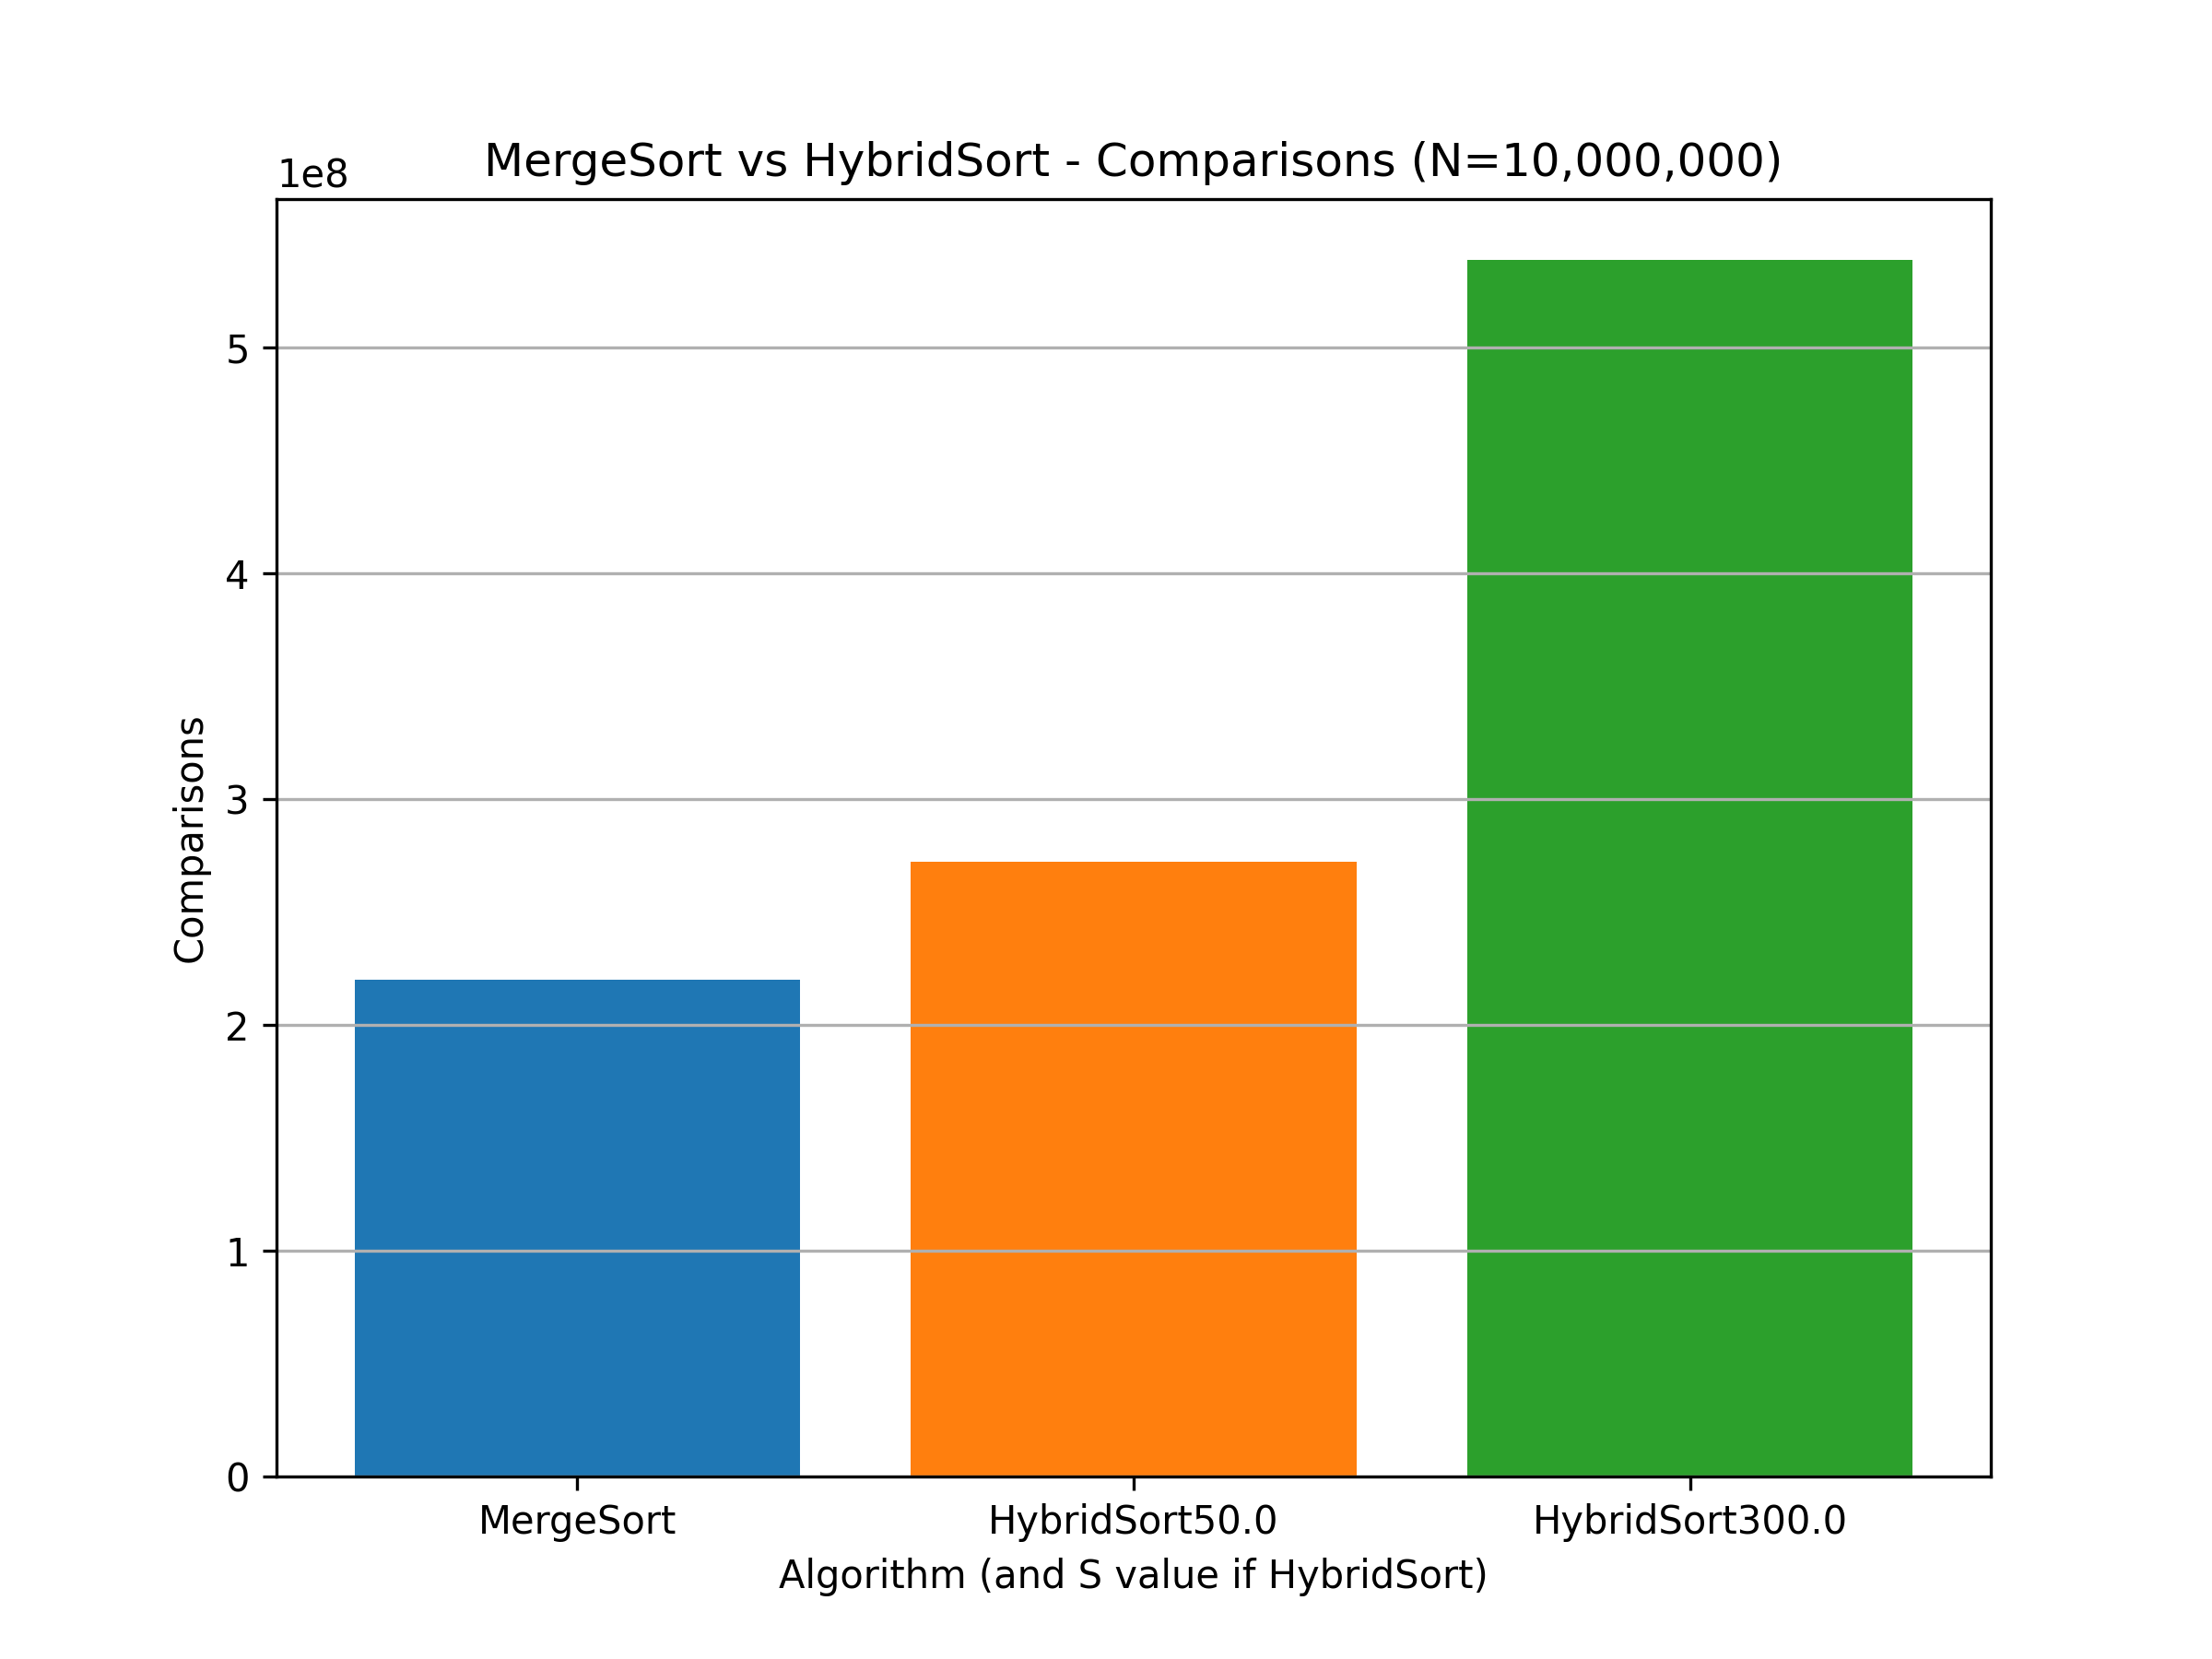 MergeSort vs HybridSort - Comparisons (N=10,000,000)
1e8
Comparisons
5
4
3
2
1
0
MergeSort HybridSort50.0 HybridSort300.0
Algorithm (and S value if HybridSort)